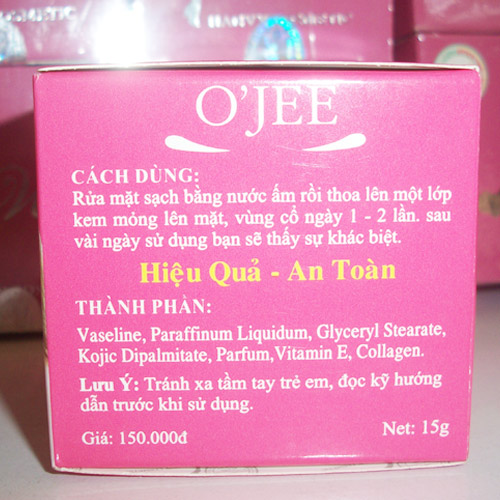 O'JEE
CÁCH DÙNG:
Rửa mặt sạch bằng nước ấm rồi thoa lên một lớp
kem mỏng lên mặt, vùng cổ ngày 1 - 2 lần. sau
vài ngày sử dụng bạn sẽ thấy sự khác biệt.
Hiệu Quả - An Toàn
THÀNH PHẦN:
Vaseline, Paraffinum Liquidum, Glyceryl Stearate,
Kojic Dipalmitate, Parfum,Vitamin E, Collagen.
Lưu Ý: Tránh xa tầm tay trẻ em, đọc kỹ hướng
dẫn trước khi sử dụng.
Giá: 150.000đ
Net: 15g